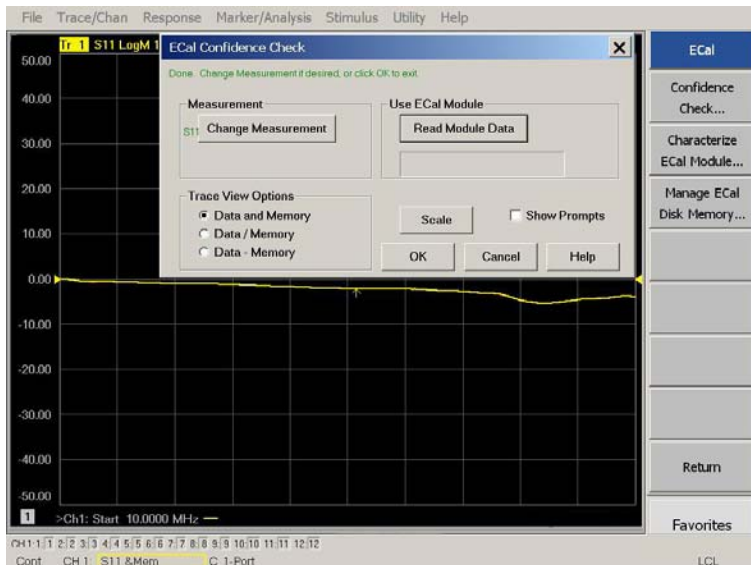 File Trace/Chan Response Marker/Analysis Stimulus Utility Help
Tr 1 S11 LogM 1
ECal Confidence Check
Done. Change Measurement if desired, or click OK to exit.
Measurement
S11 Change Measurement
Use ECal Module
Read Module Data
Trace View Options
Data and Memory
Data / Memory
Data - Memory
Scale
Show Prompts
OK Cancel Help
50.00
40.00
30.00
20.00
10.00
0.00
-10.00
-20.00
-30.00
-40.00
-50.00
1 >Ch1: Start 10.0000 MHz
ECal
Confidence
Check...
Characterize
ECal Module...
Manage ECal
Disk Memory...
Return
Favorites
CH1: 1 1 2 2 3 3 4 4 5 5 6 6 7 7 8 8 9 9 10 10 11 11 12 12
Cont CH 1: S11 &Mem C 1-Port LCL